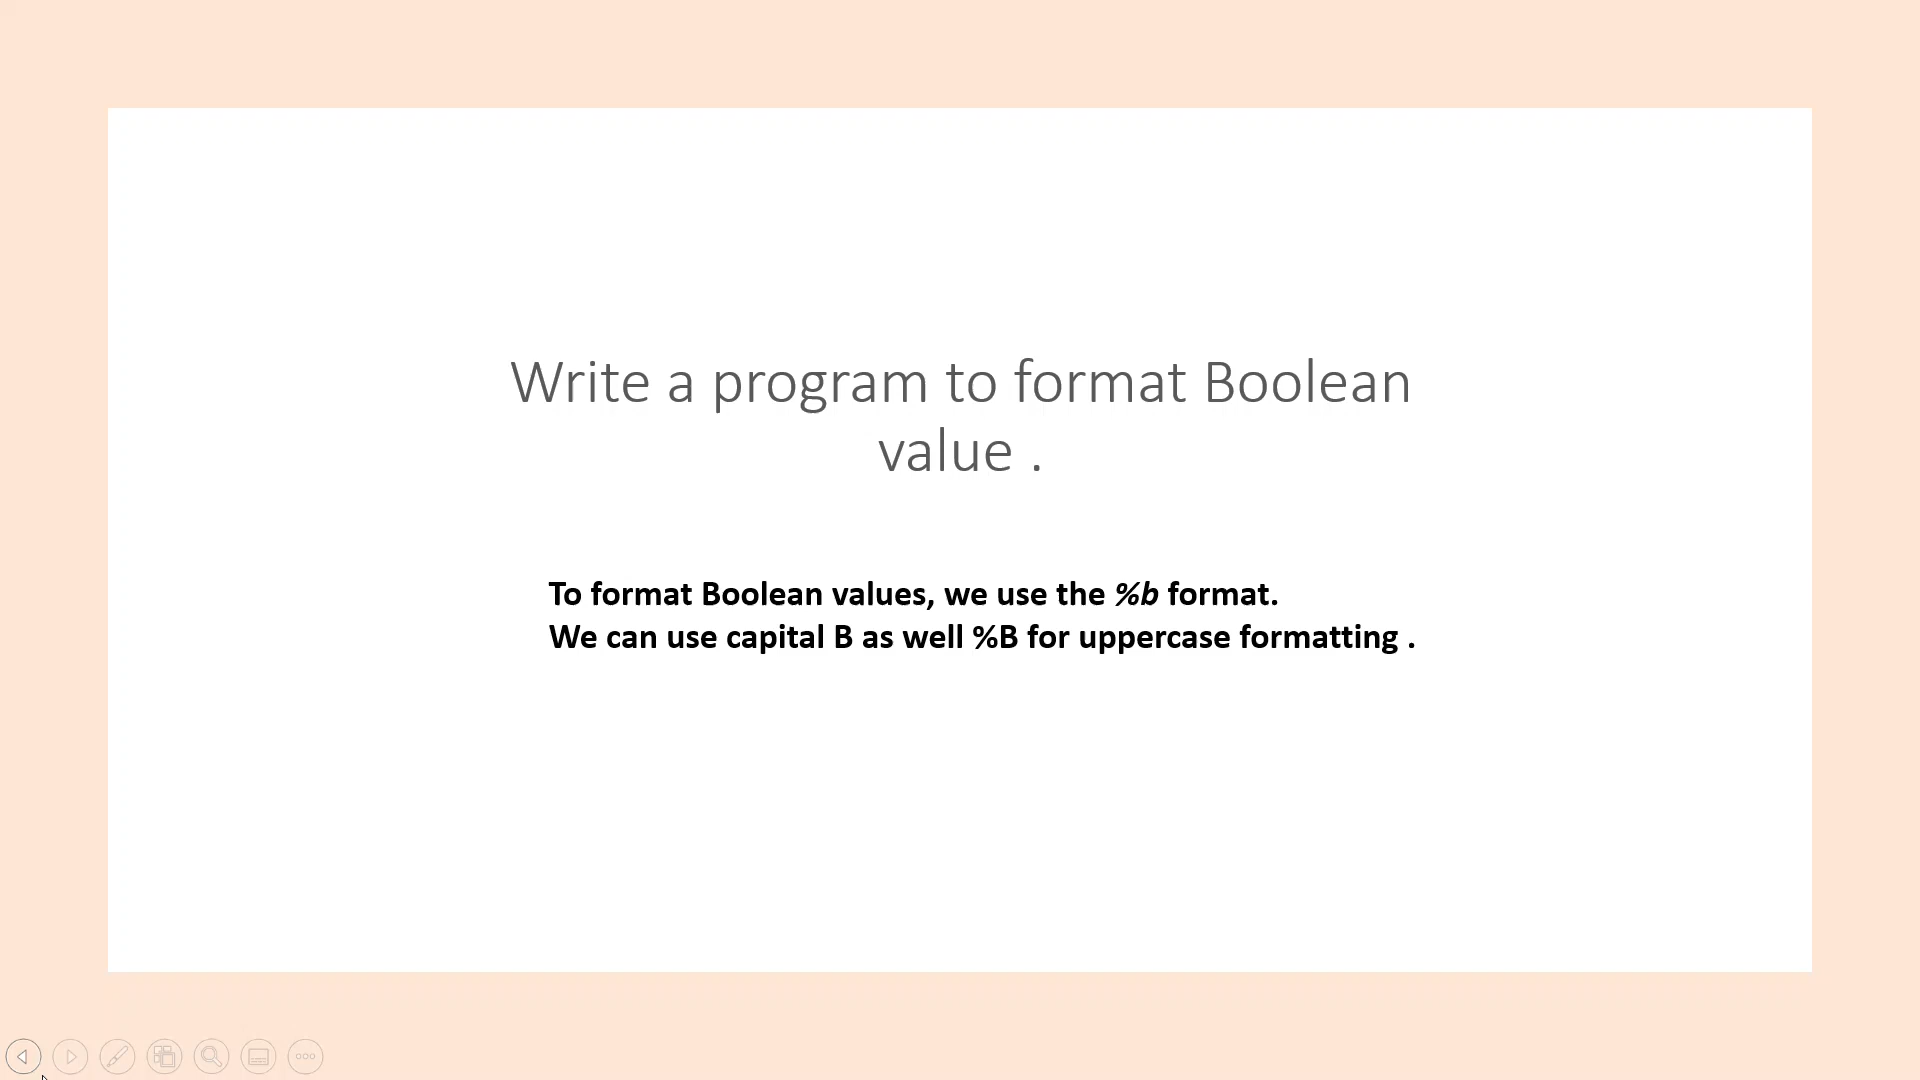 Write a program to format Boolean
value .
To format Boolean values, we use the %b format.
We can use capital B as well %B for uppercase formatting .